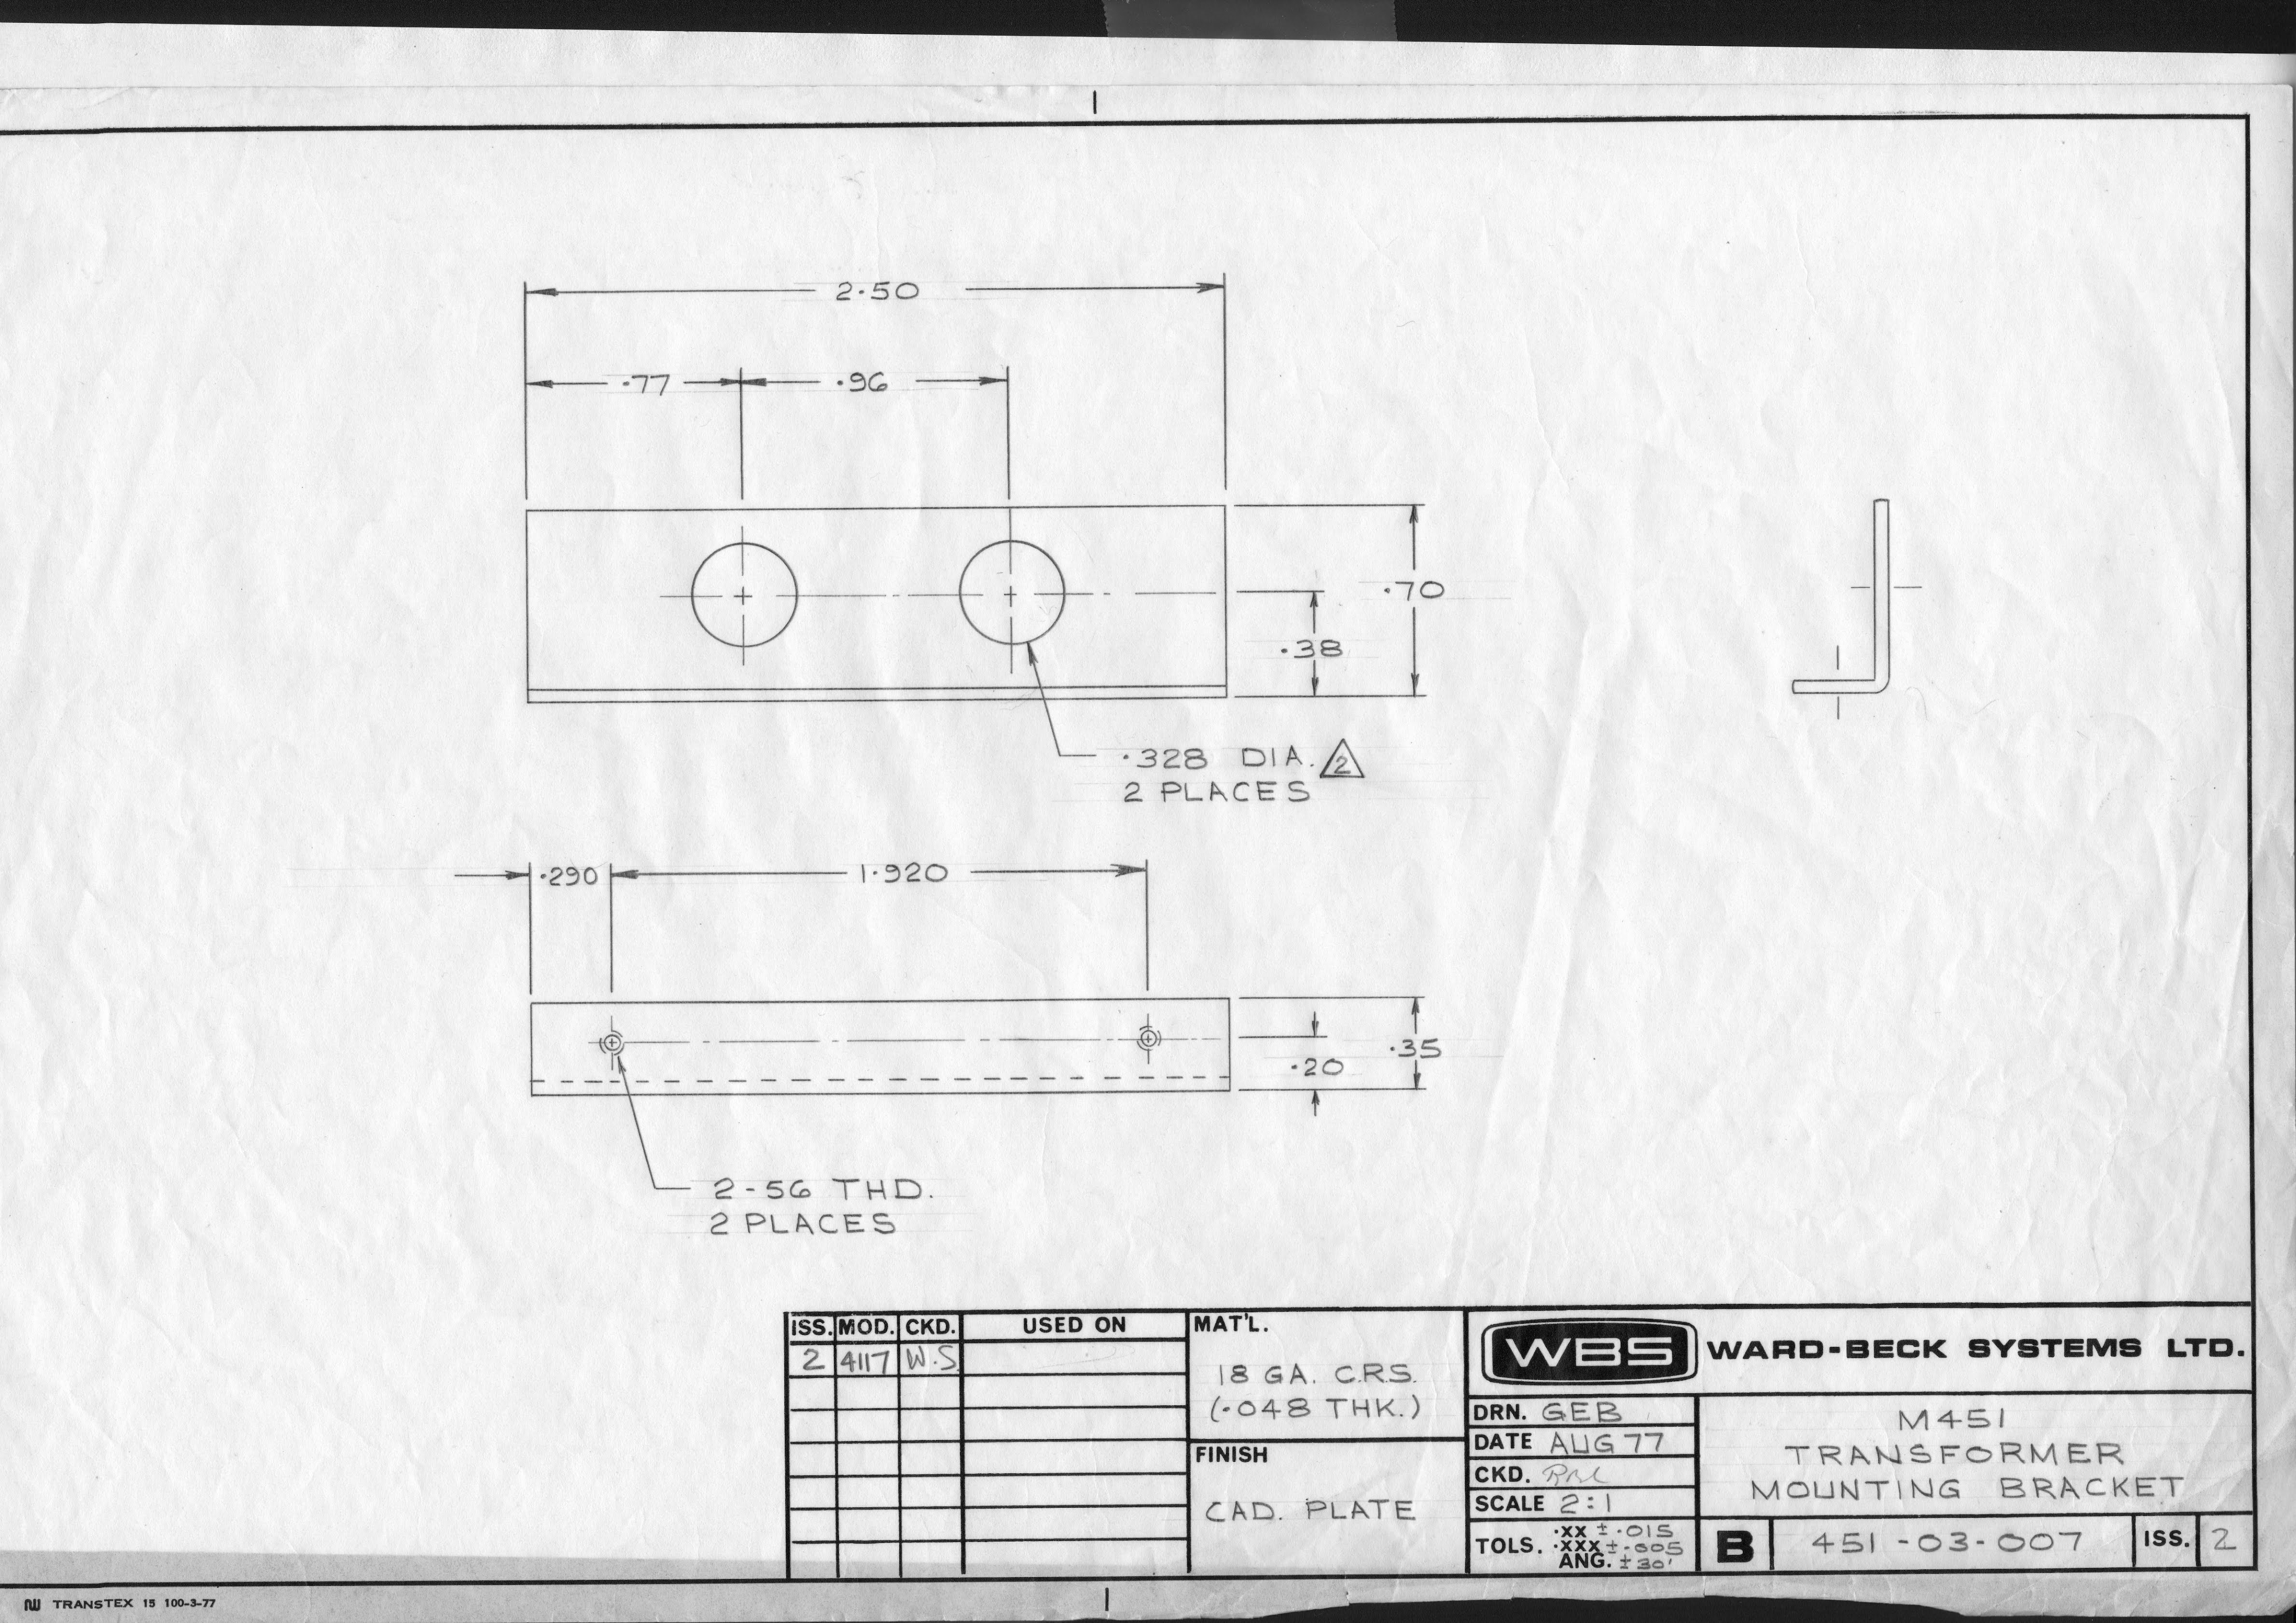 2.50
.77
.96
.70
.38
.328 DIA. 2
2 PLACES
.290
1.920
.35
.20
2-56 THD.
2 PLACES
ISS. MOD. CKD. USED ON
2 4117 W.S.
MAT'L.
18 GA. C.R.S.
(.048 THK.)
FINISH
CAD. PLATE
WBS WARD-BECK SYSTEMS LTD.
DRN. GEB
DATE AUG 77
CKD.
SCALE 2:1
TOLS. .XX ± .015
.XXX ± .005
ANG. ± 30'
M451
TRANSFORMER
MOUNTING BRACKET
B 451-03-007 ISS. 2
TRANSTEX 15 100-3-77